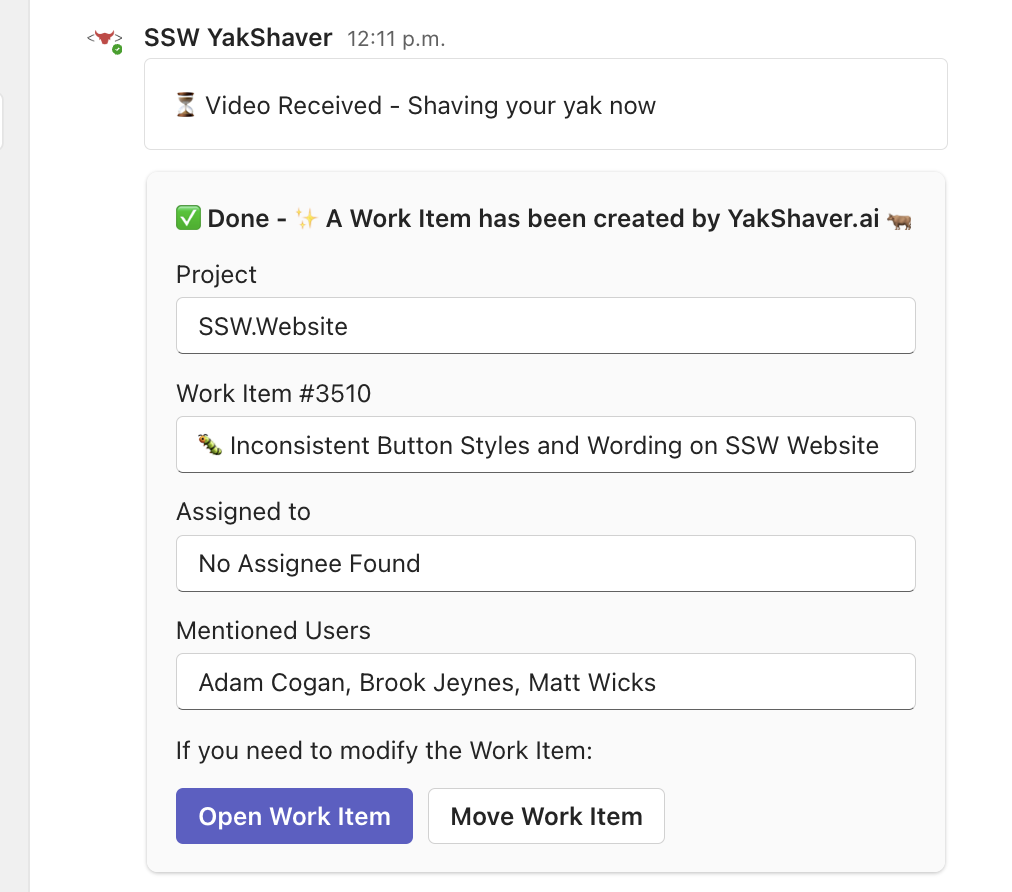 SSW YakShaver 12:11 p.m.
⏳ Video Received - Shaving your yak now
✅ Done - ✨ A Work Item has been created by YakShaver.ai 🐂
Project
SSW.Website
Work Item #3510
🐛 Inconsistent Button Styles and Wording on SSW Website
Assigned to
No Assignee Found
Mentioned Users
Adam Cogan, Brook Jeynes, Matt Wicks
If you need to modify the Work Item:
Open Work Item
Move Work Item